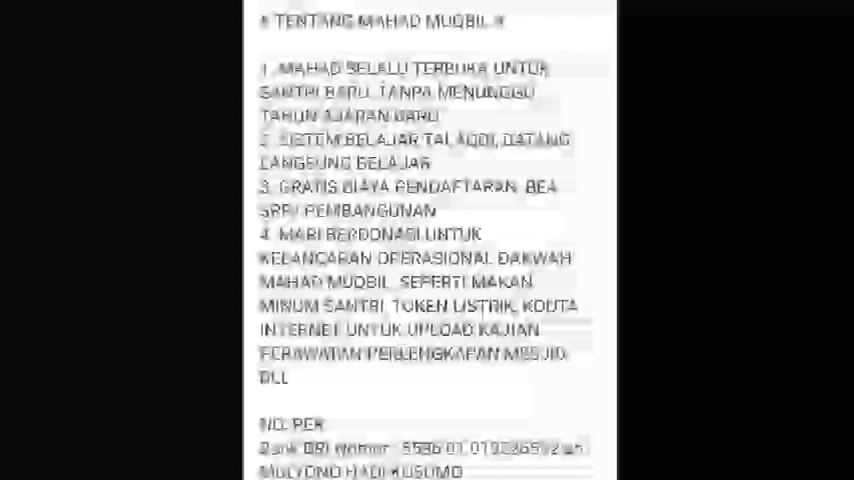 * TENTANG MAHAD MUQBIL *
1. MAHAD SELALU TERBUKA UNTUK
SANTRI BARU, TANPA MENUNGGU
TAHUN AJARAN BARU
2. SISTEM BELAJAR TALAQQI, DATANG
LANGSUNG BELAJAR
3. GRATIS BIAYA PENDAFTARAN, BEA
SPP/ PEMBANGUNAN
4. MARI BERDONASI UNTUK
KELANCARAN OPERASIONAL DAKWAH
MAHAD MUQBIL, SEPERTI MAKAN
MINUM SANTRI, TOKEN LISTRIK, KOUTA
INTERNET UNTUK UPLOAD KAJIAN
PERAWATAN PERLENGKAPAN MESJID
DLL
NO. REK
Bank BRI Nomor an
MULYONO HADI KUSUMO